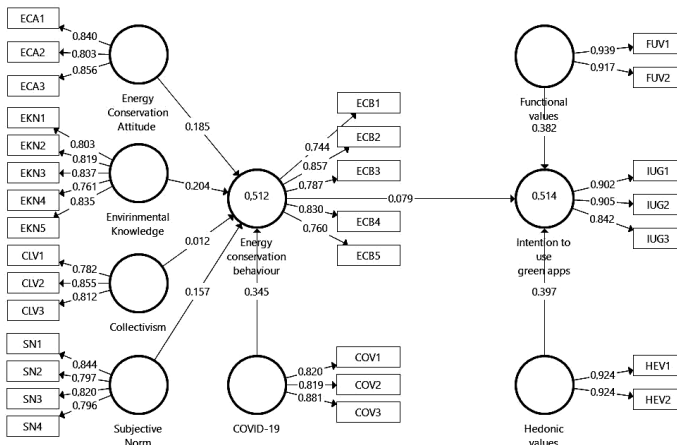 ECA1
ECA2
ECA3
0.840
0.803
0.856
Energy
Conservation
Attitude
0.185
EKN1
EKN2
EKN3
EKN4
EKN5
0.803
0.819
0.837
0.761
0.835
Envirinmental
Knowledge
0.204
CLV1
CLV2
CLV3
0.782
0.855
0.812
Collectivism
0.012
SN1
SN2
SN3
SN4
0.844
0.797
0.820
0.796
Subjective
Norm
0.157
0,512
Energy
conservation
behaviour
0.345
ECB1
ECB2
ECB3
ECB4
ECB5
0.744
0.857
0.787
0.830
0.760
0.079
COVID-19
0.820
0.819
0.881
COV1
COV2
COV3
Functional
values
0.382
0.939
0.917
FUV1
FUV2
0.514
Intention to
use
green apps
0.902
0.905
0.842
IUG1
IUG2
IUG3
0.397
Hedonic
values
0.924
0.924
HEV1
HEV2